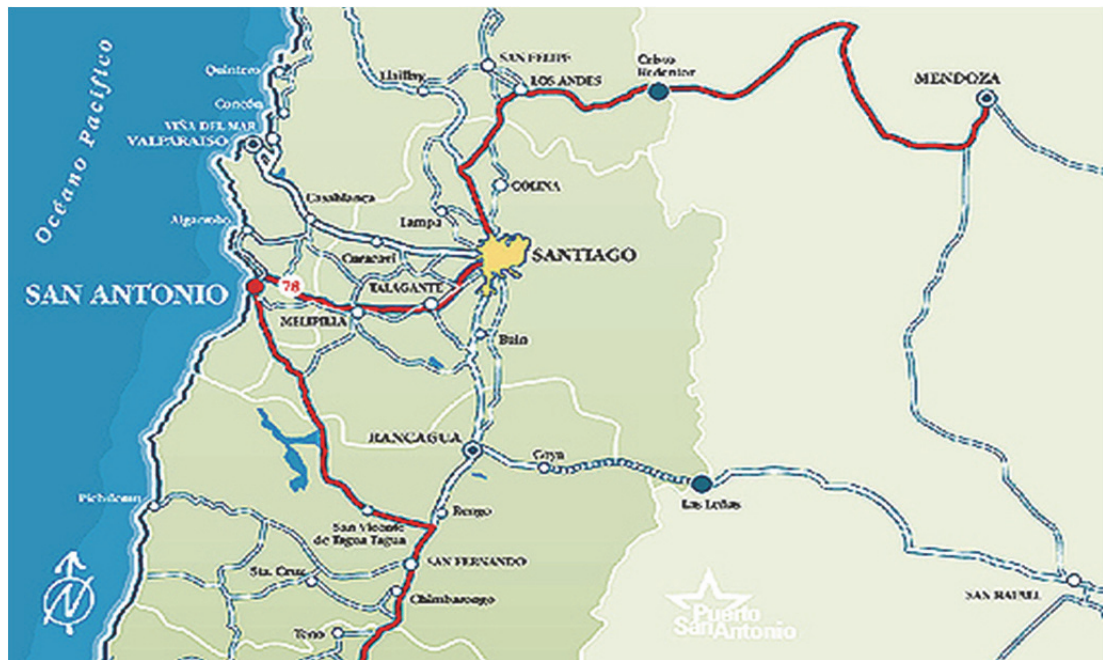 Océano Pacífico
Quintero
Concón
VIÑA DEL MAR
VALPARAISO
Algarrobo
SAN ANTONIO
78
Casablanca
Curacaví
Lampa
SAN FELIPE
LOS ANDES
COLINA
SANTIAGO
TALAGANTE
MELIPILLA
Buin
Cristo
Redentor
MENDOZA
RANCAGUA
Coya
Las Leñas
Pichilemu
San Vicente
de Tagua Tagua
Rengo
SAN FERNANDO
Sta. Cruz
Chimbarongo
Teno
SAN RAFAEL
Puerto
San Antonio
N